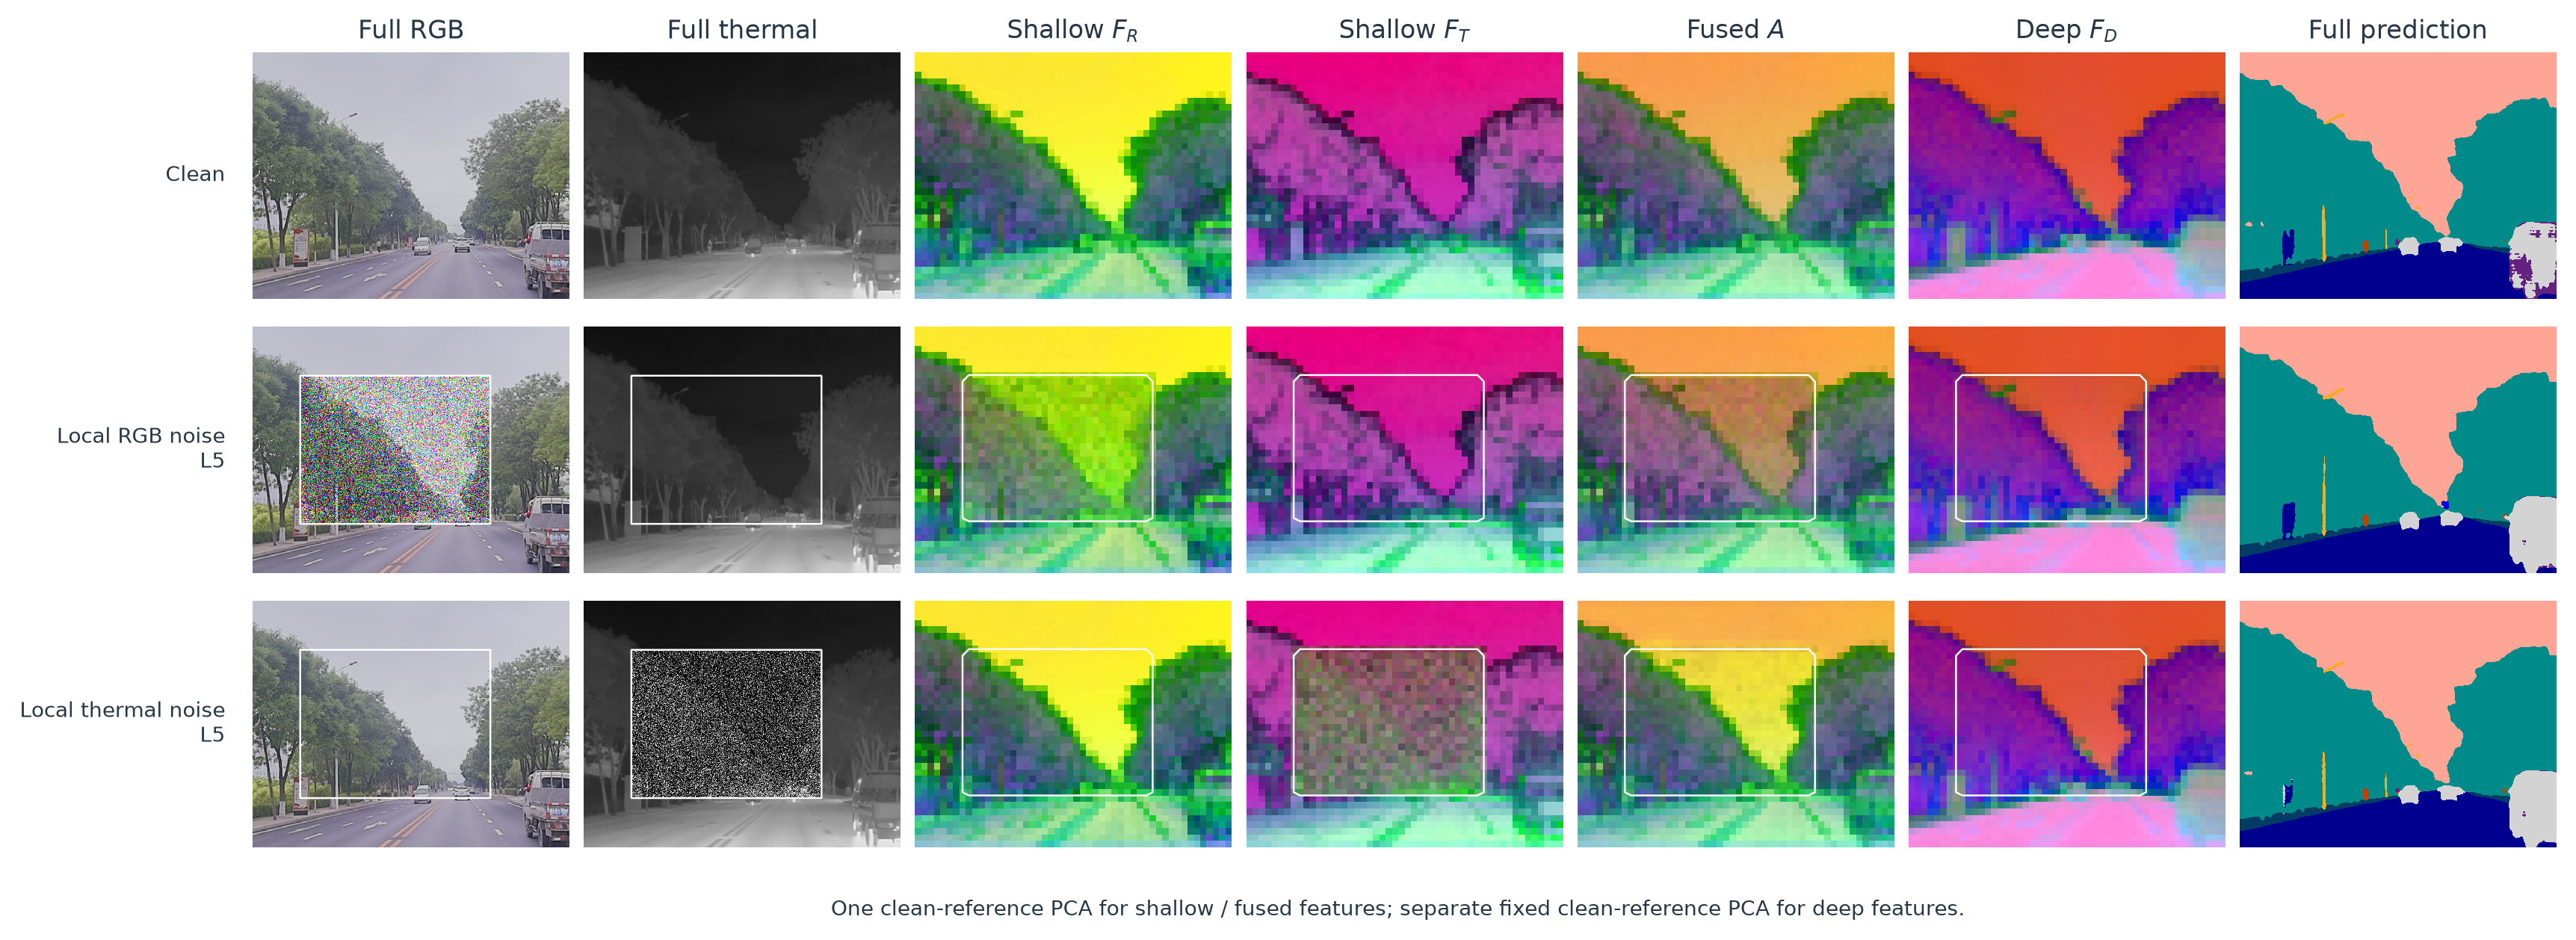 Full RGB
Full thermal
Shallow F_R
Shallow F_T
Fused A
Deep F_D
Full prediction
Clean
Local RGB noise
L5
Local thermal noise
L5
One clean-reference PCA for shallow / fused features; separate fixed clean-reference PCA for deep features.